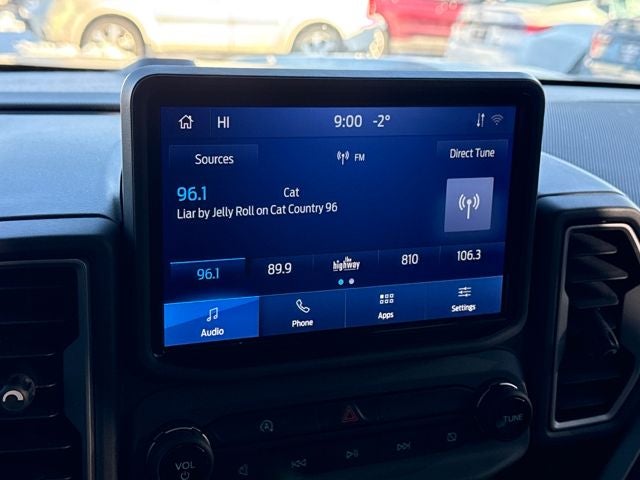 HI 9:00 -2°
Sources FM Direct Tune
96.1 Cat
Liar by Jelly Roll on Cat Country 96
96.1 89.9 the highway 810 106.3
Audio Phone Apps Settings
VOL TUNE